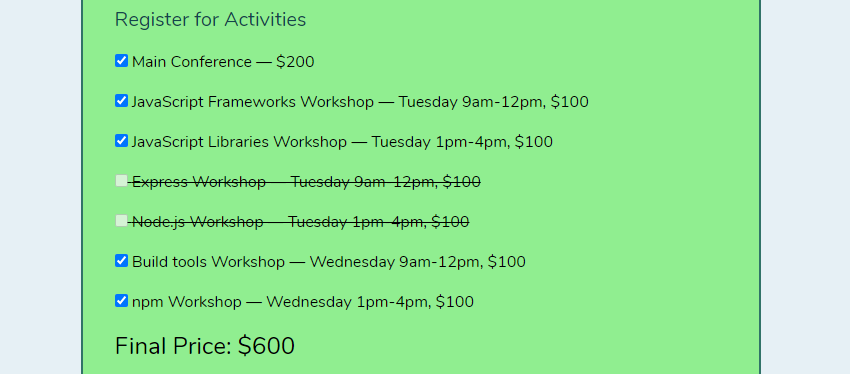 Register for Activities
Main Conference — $200
JavaScript Frameworks Workshop — Tuesday 9am-12pm, $100
JavaScript Libraries Workshop — Tuesday 1pm-4pm, $100
Express Workshop — Tuesday 9am-12pm, $100
Node.js Workshop — Tuesday 1pm-4pm, $100
Build tools Workshop — Wednesday 9am-12pm, $100
npm Workshop — Wednesday 1pm-4pm, $100
Final Price: $600